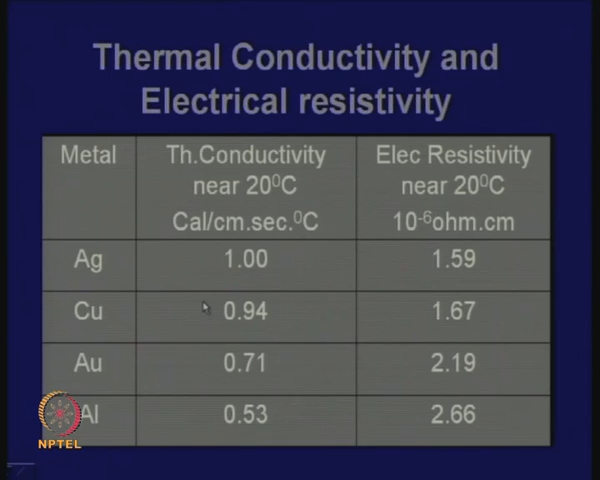 Thermal Conductivity and
Electrical resistivity
Metal Th.Conductivity near 20⁰C Cal/cm.sec.⁰C Elec Resistivity near 20⁰C 10⁻⁶ohm.cm
Ag 1.00 1.59
Cu 0.94 1.67
Au 0.71 2.19
Al 0.53 2.66
NPTEL